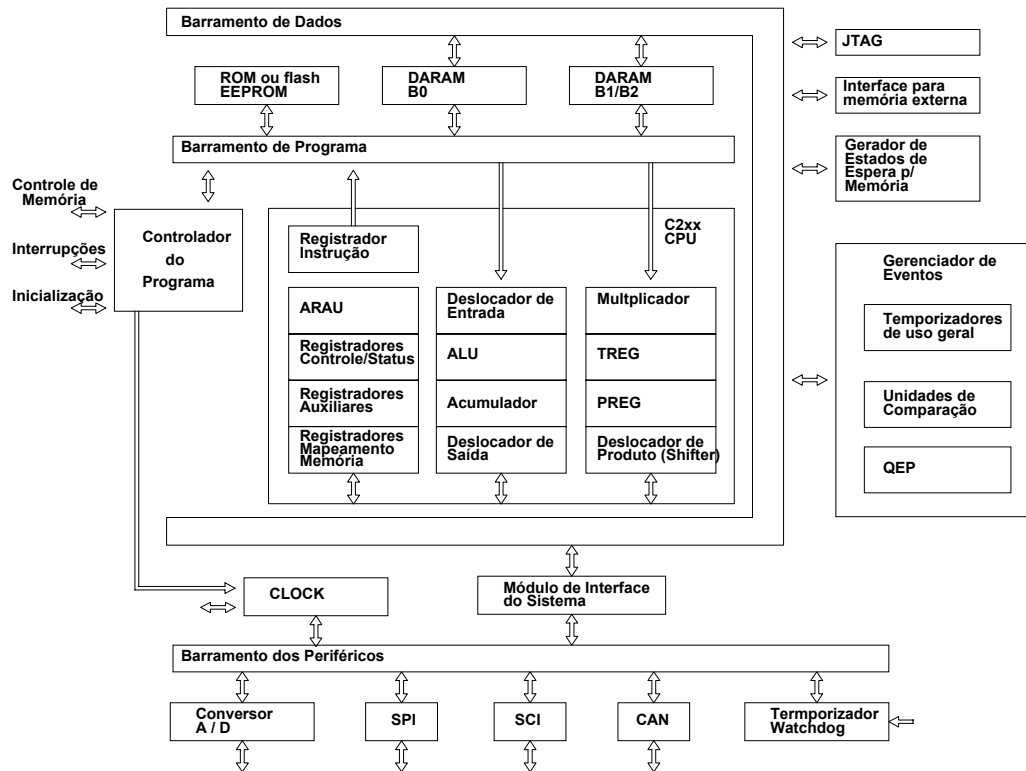 Barramento de Dados
JTAG
ROM ou flash
EEPROM
DARAM
B0
DARAM
B1/B2
Interface para
memória externa
Barramento de Programa
Gerador de
Estados de
Espera p/
Memória
Controle de
Memória
Interrupções
Inicialização
Controlador
do
Programa
C2xx
CPU
Registrador
Instrução
ARAU
Registradores
Controle/Status
Registradores
Auxiliares
Registradores
Mapeamento
Memória
Deslocador de
Entrada
ALU
Acumulador
Deslocador de
Saída
Multplicador
TREG
PREG
Deslocador de
Produto (Shifter)
Gerenciador de
Eventos
Temporizadores
de uso geral
Unidades de
Comparação
QEP
CLOCK
Módulo de Interface
do Sistema
Barramento dos Periféricos
Conversor
A / D
SPI
SCI
CAN
Termporizador
Watchdog